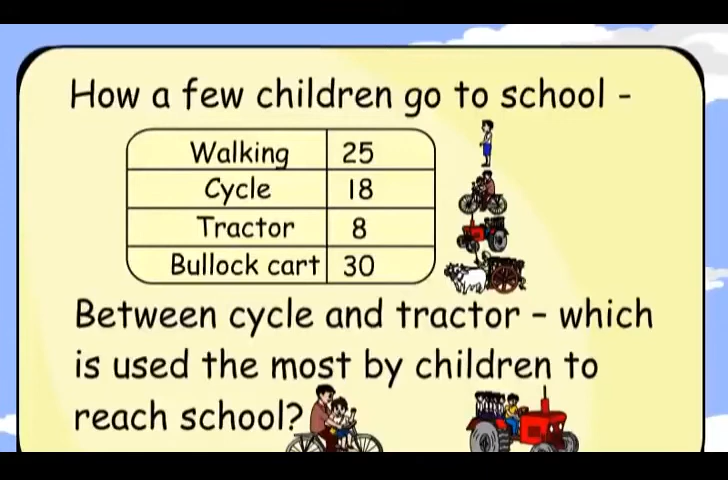 How a few children go to school -
Walking 25
Cycle 18
Tractor 8
Bullock cart 30
Between cycle and tractor – which
is used the most by children to
reach school?